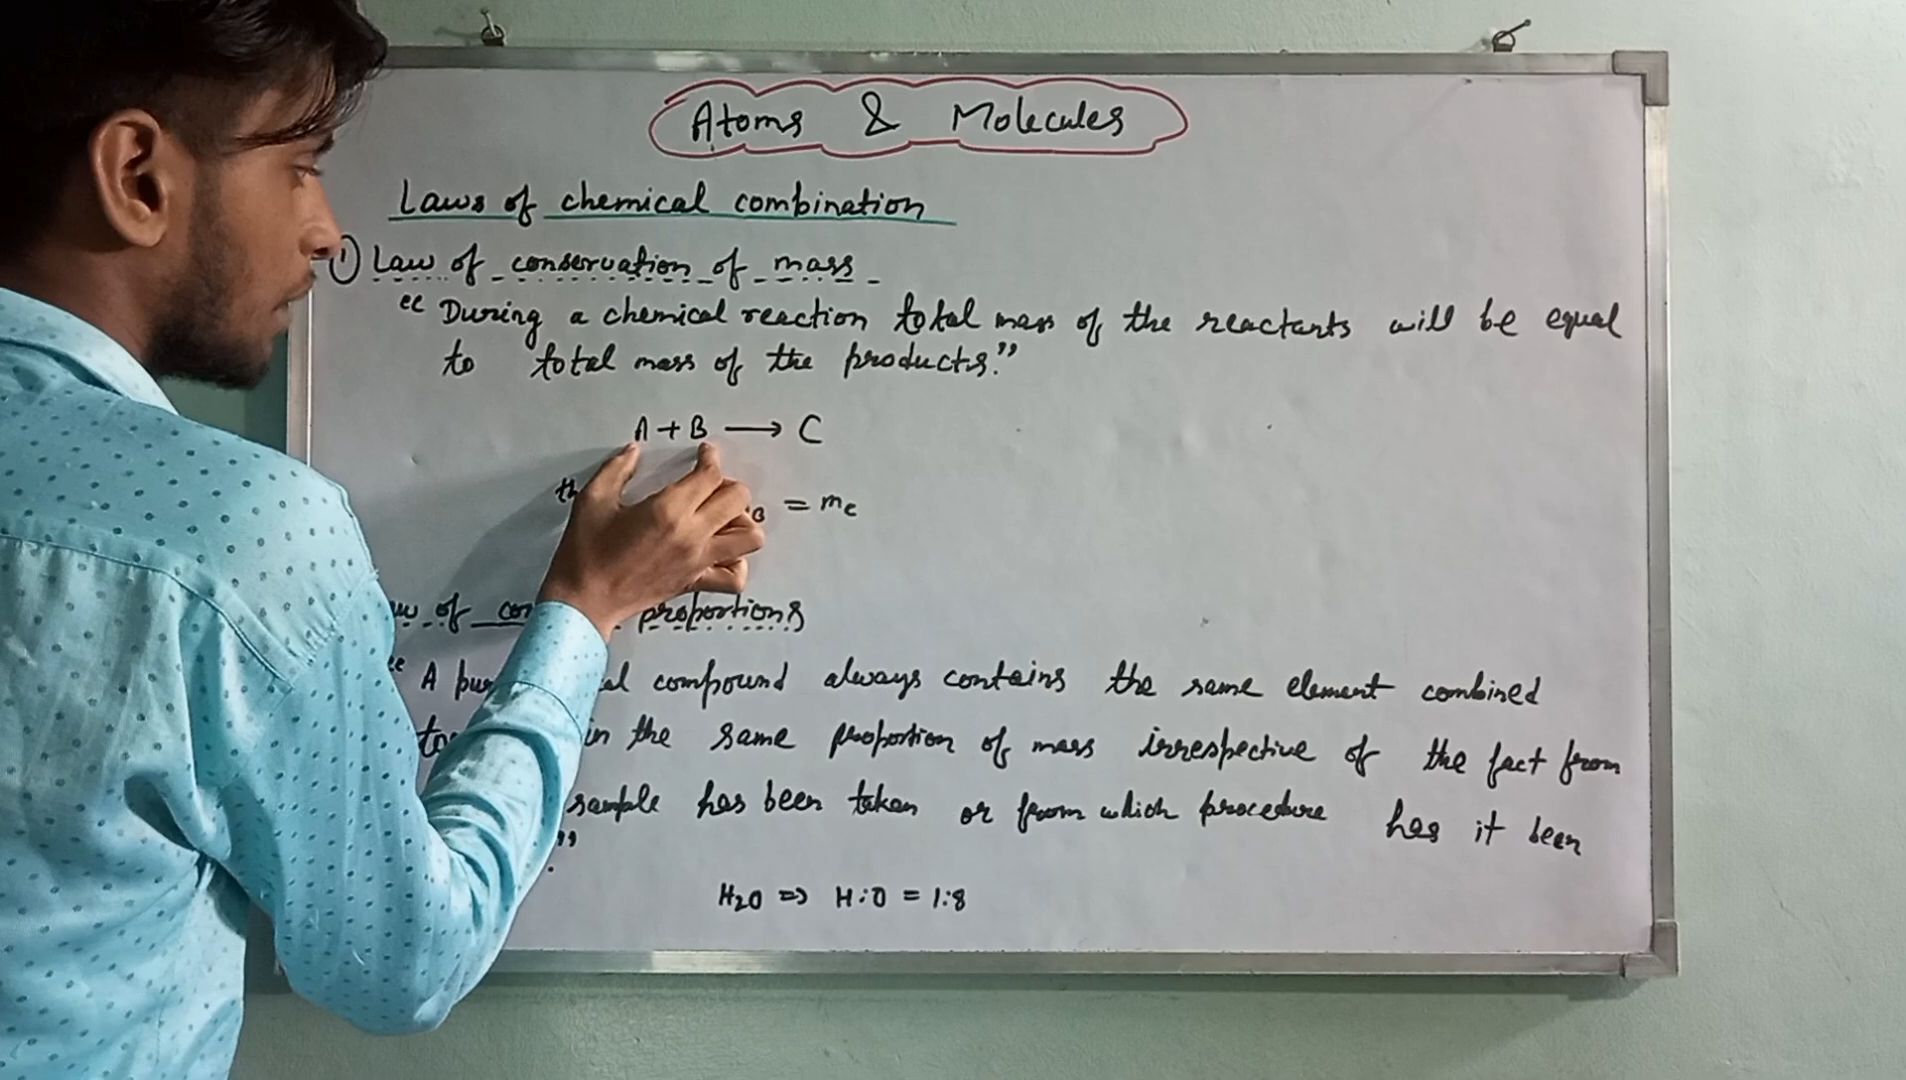 Atoms & Molecules
Laws of chemical combination
① Law of conservation of mass
“ During a chemical reaction total mass of the reactants will be equal
to total mass of the products.”
A + B → C
= mc
of proportions
“ A compound always contains the same element combined
in the same proportion of mass irrespective of the fact from
sample has been taken or from which procedure has it been
”
H2O ⇒ H:O = 1:8